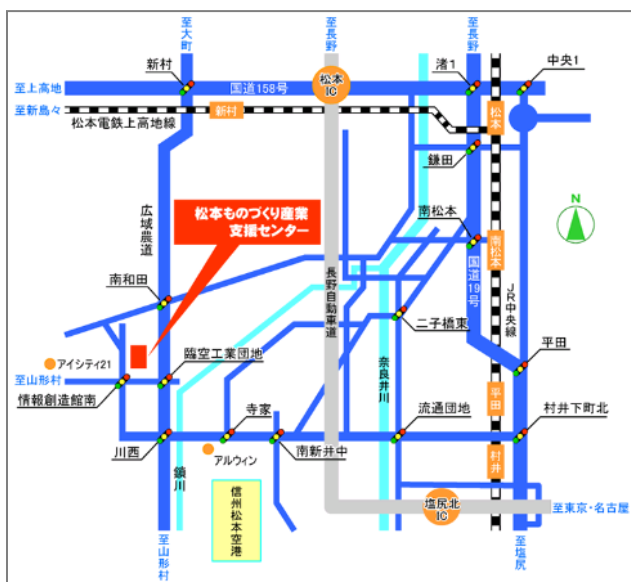 至大町
至長野
至長野
新村
渚1
中央1
至上高地
国道158号
松本
IC
至新島々
松本電鉄上高地線
新村
松本
鎌田
N
松本ものづくり産業
支援センター
広域農道
南松本
南松本
国道19号
長野自動車道
JR中央線
南和田
二子橋東
アイシティ21
臨空工業団地
奈良井川
平田
至山形村
情報創造館南
平田
寺家
流通団地
村井下町北
川西
アルウィン
南新井中
村井
鎖川
信州松本空港
塩尻北
IC
至東京・名古屋
至山形村
至塩尻